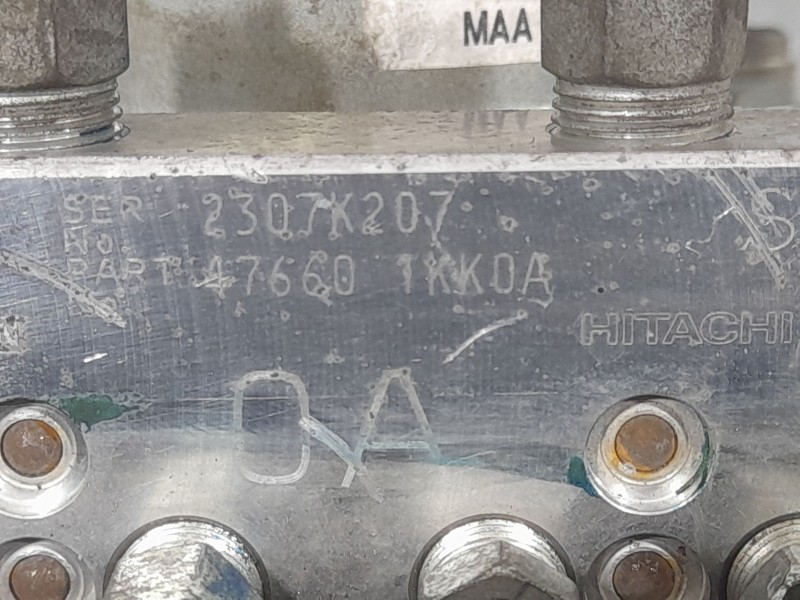 MAA
SER 2307K207
No.
PART 47660 1KK0A
HITACHI
0A